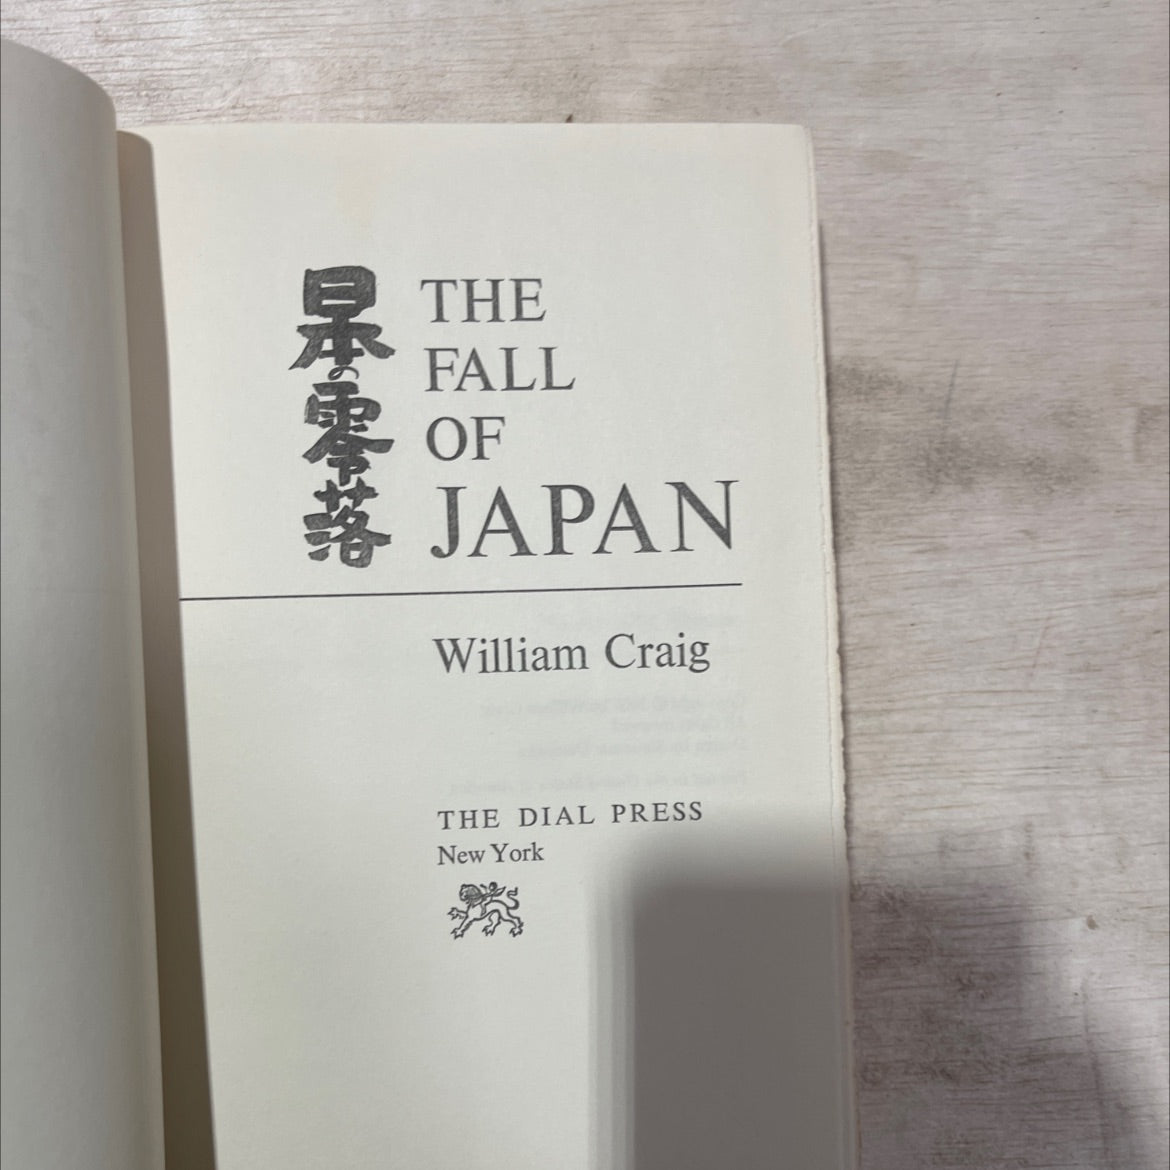 日本の零落
THE
FALL
OF
JAPAN
William Craig
THE DIAL PRESS
New York